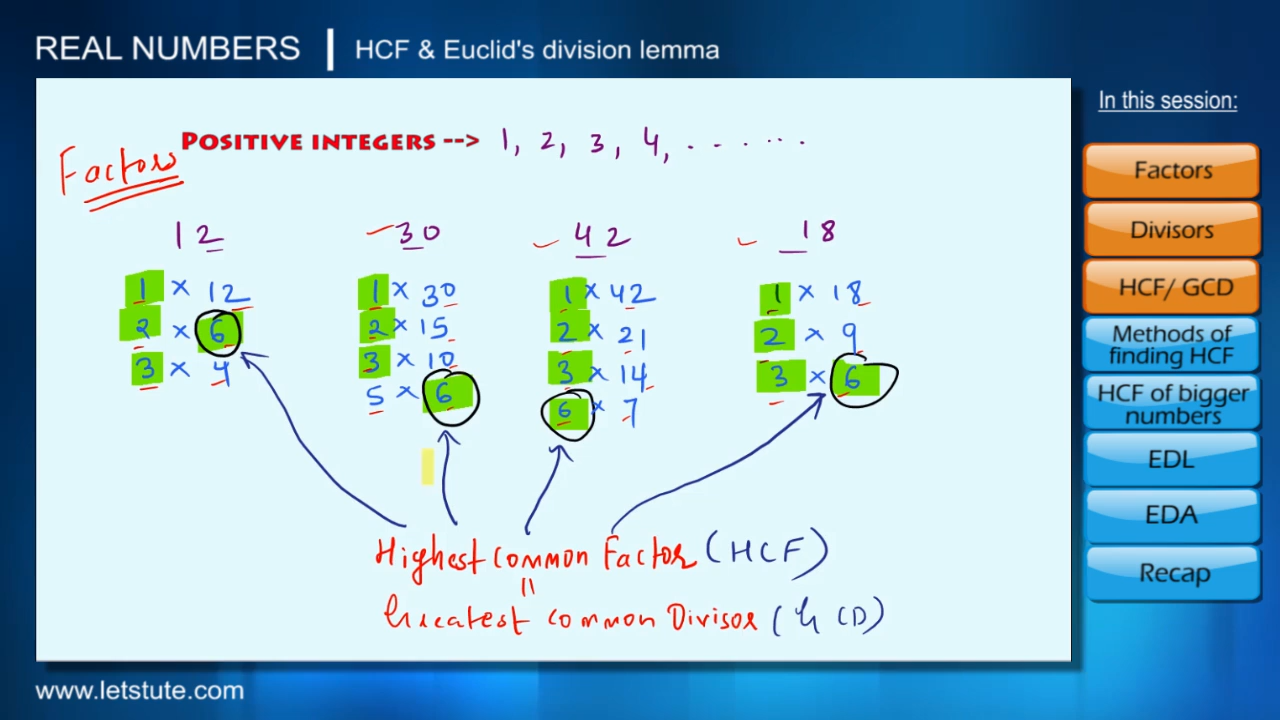 REAL NUMBERS | HCF & Euclid's division lemma
In this session:
Factors
POSITIVE INTEGERS --> 1, 2, 3, 4, . . . . . .
12 30 42 18
1 × 12 1 × 30 1 × 42 1 × 18
2 × 6 2 × 15 2 × 21 2 × 9
3 × 4 3 × 10 3 × 14 3 × 6
5 × 6 6 × 7
Highest common Factor (HCF)
=
Greatest common Divisor (GCD)
Factors
Divisors
HCF/ GCD
Methods of
finding HCF
HCF of bigger
numbers
EDL
EDA
Recap
www.letstute.com